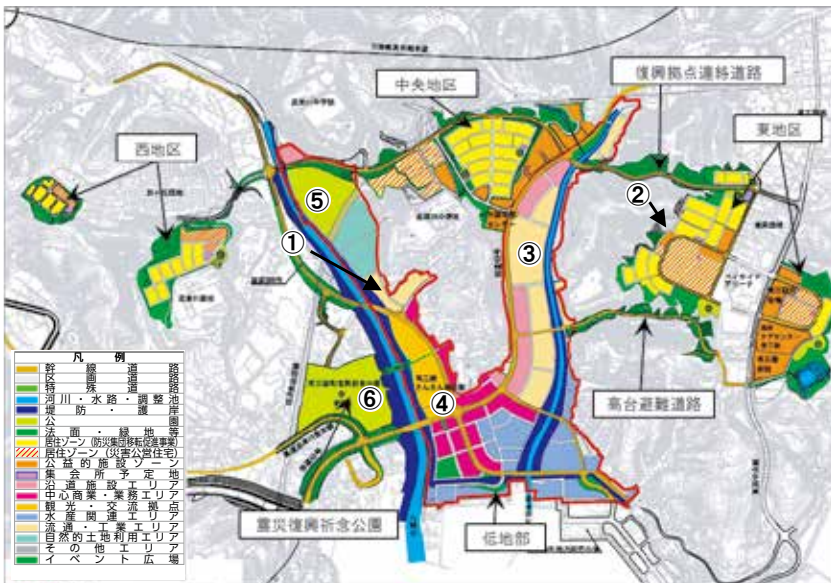 中央地区
復興拠点連絡道路
東地区
西地区
⑤
②
①
③
⑥
④
高台避難道路
震災復興祈念公園
低地部
ベイサイド
アリーナ
凡例
幹線道路
区画道路
特殊道路
河川・水路・調整池
堤防・護岸
公園
法面・緑地等
居住ゾーン(防災集団移転促進事業)
居住ゾーン(災害公営住宅)
公益的施設ゾーン
集会所予定地
沿道施設エリア
中心商業・業務エリア
観光・交流拠点
水産関連エリア
流通・工業エリア
自然的土地利用エリア
その他エリア
イベント広場